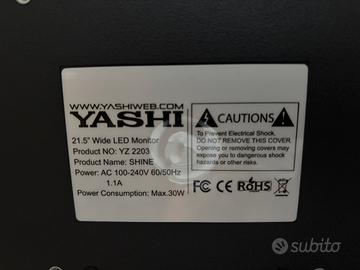 WWW.YASHIWEB.COM
YASHI
21.5" Wide LED Monitor
Product NO: YZ 2203
Product Name: SHINE
Power: AC 100-240V 60/50Hz
1.1A
Power Consumption: Max.30W
CAUTIONS
To Prevent Electrical Shock.
DO NOT REMOVE THIS COVER.
Opening or removing covers may
expose you to dangerous shock
hazards or other risks.
FC CE RoHS
subito